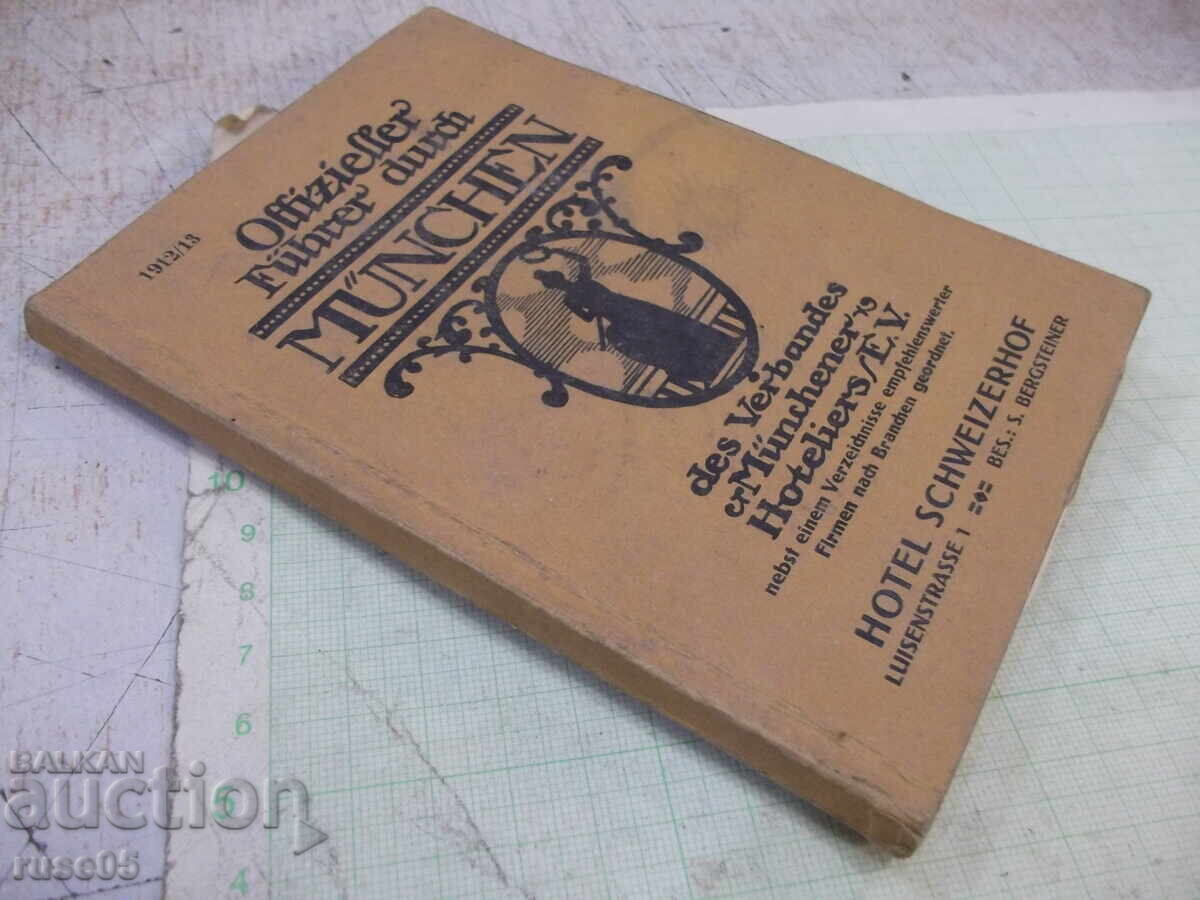 1912/13
Offizieller
Führer durch
MÜNCHEN
des Verbandes
Münchener
Hoteliers/E.V.
nebst einem Verzeichnisse empfehlenswerter
Firmen nach Branchen geordnet.
HOTEL SCHWEIZERHOF
LUISENSTRASSE 1 BES.: S. BERGSTEINER
10
9
8
7
6
5
4
BALKAN
auction
ruse05